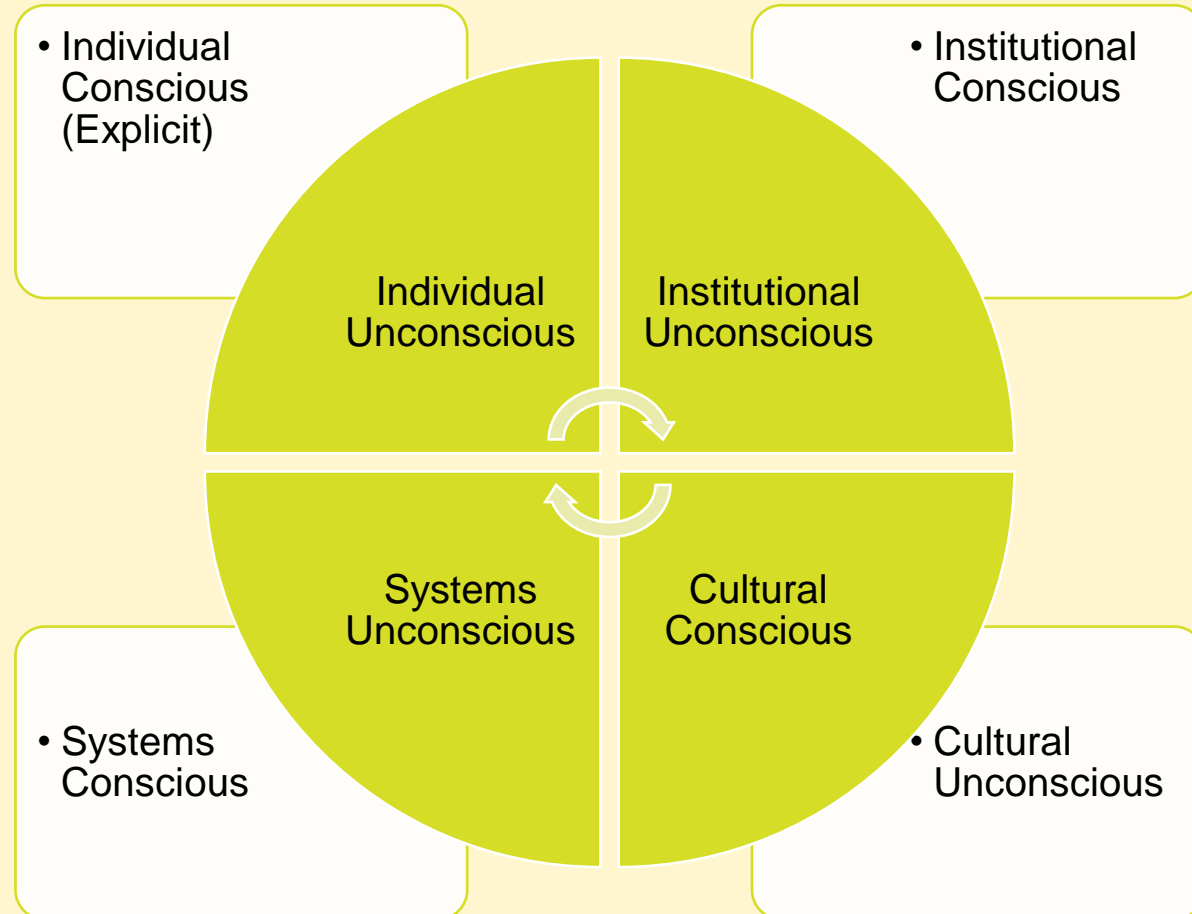 • Individual
Conscious
(Explicit)
• Institutional
Conscious
Individual
Unconscious
Institutional
Unconscious
Systems
Unconscious
Cultural
Conscious
• Systems
Conscious
• Cultural
Unconscious